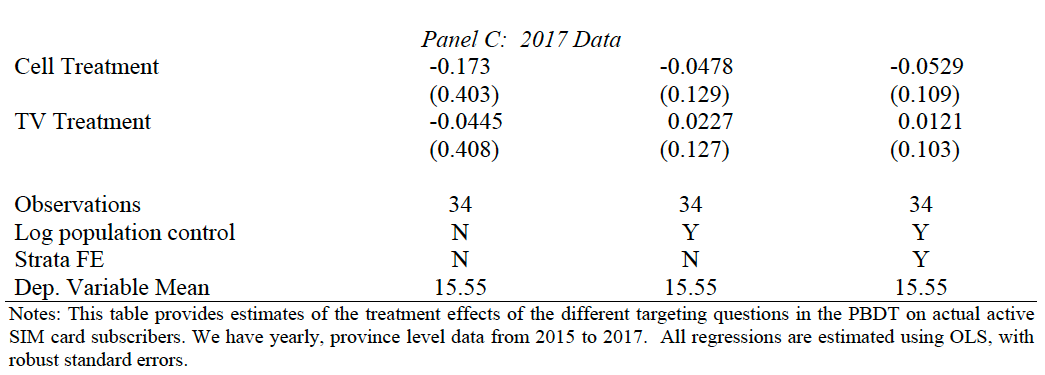 Panel C: 2017 Data
Cell Treatment -0.173 -0.0478 -0.0529
(0.403) (0.129) (0.109)
TV Treatment -0.0445 0.0227 0.0121
(0.408) (0.127) (0.103)
Observations 34 34 34
Log population control N Y Y
Strata FE N N Y
Dep. Variable Mean 15.55 15.55 15.55
Notes: This table provides estimates of the treatment effects of the different targeting questions in the PBDT on actual active
SIM card subscribers. We have yearly, province level data from 2015 to 2017. All regressions are estimated using OLS, with
robust standard errors.